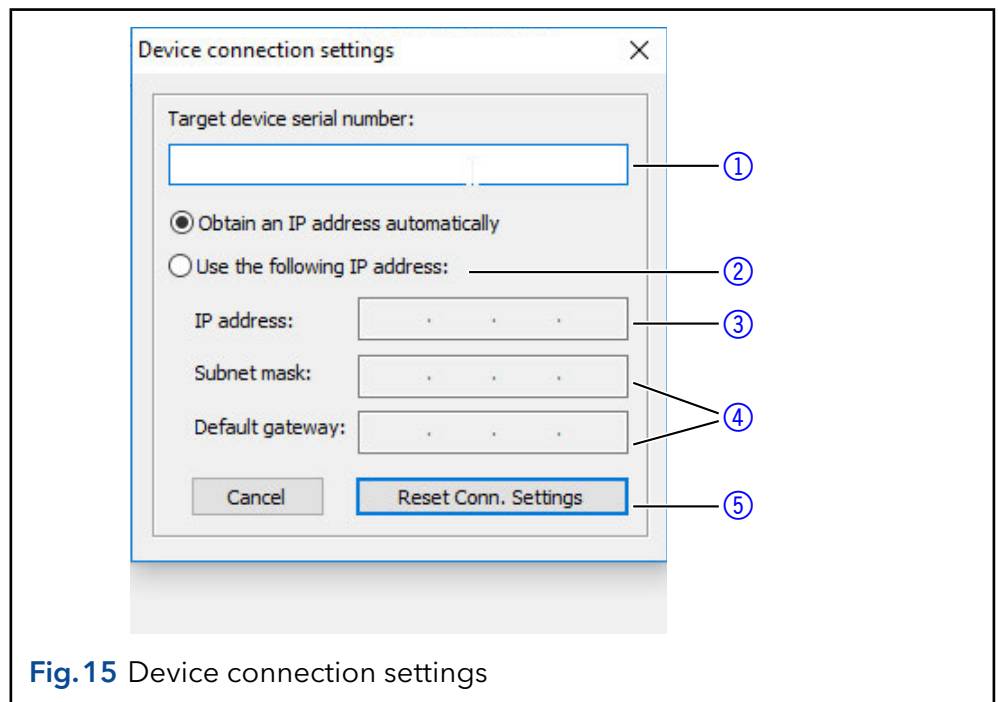 Device connection settings
Target device serial number:
①
Obtain an IP address automatically
Use the following IP address: ②
IP address: . . . ③
Subnet mask: . . .
④
Default gateway: . . .
Cancel Reset Conn. Settings ⑤
Fig.15 Device connection settings